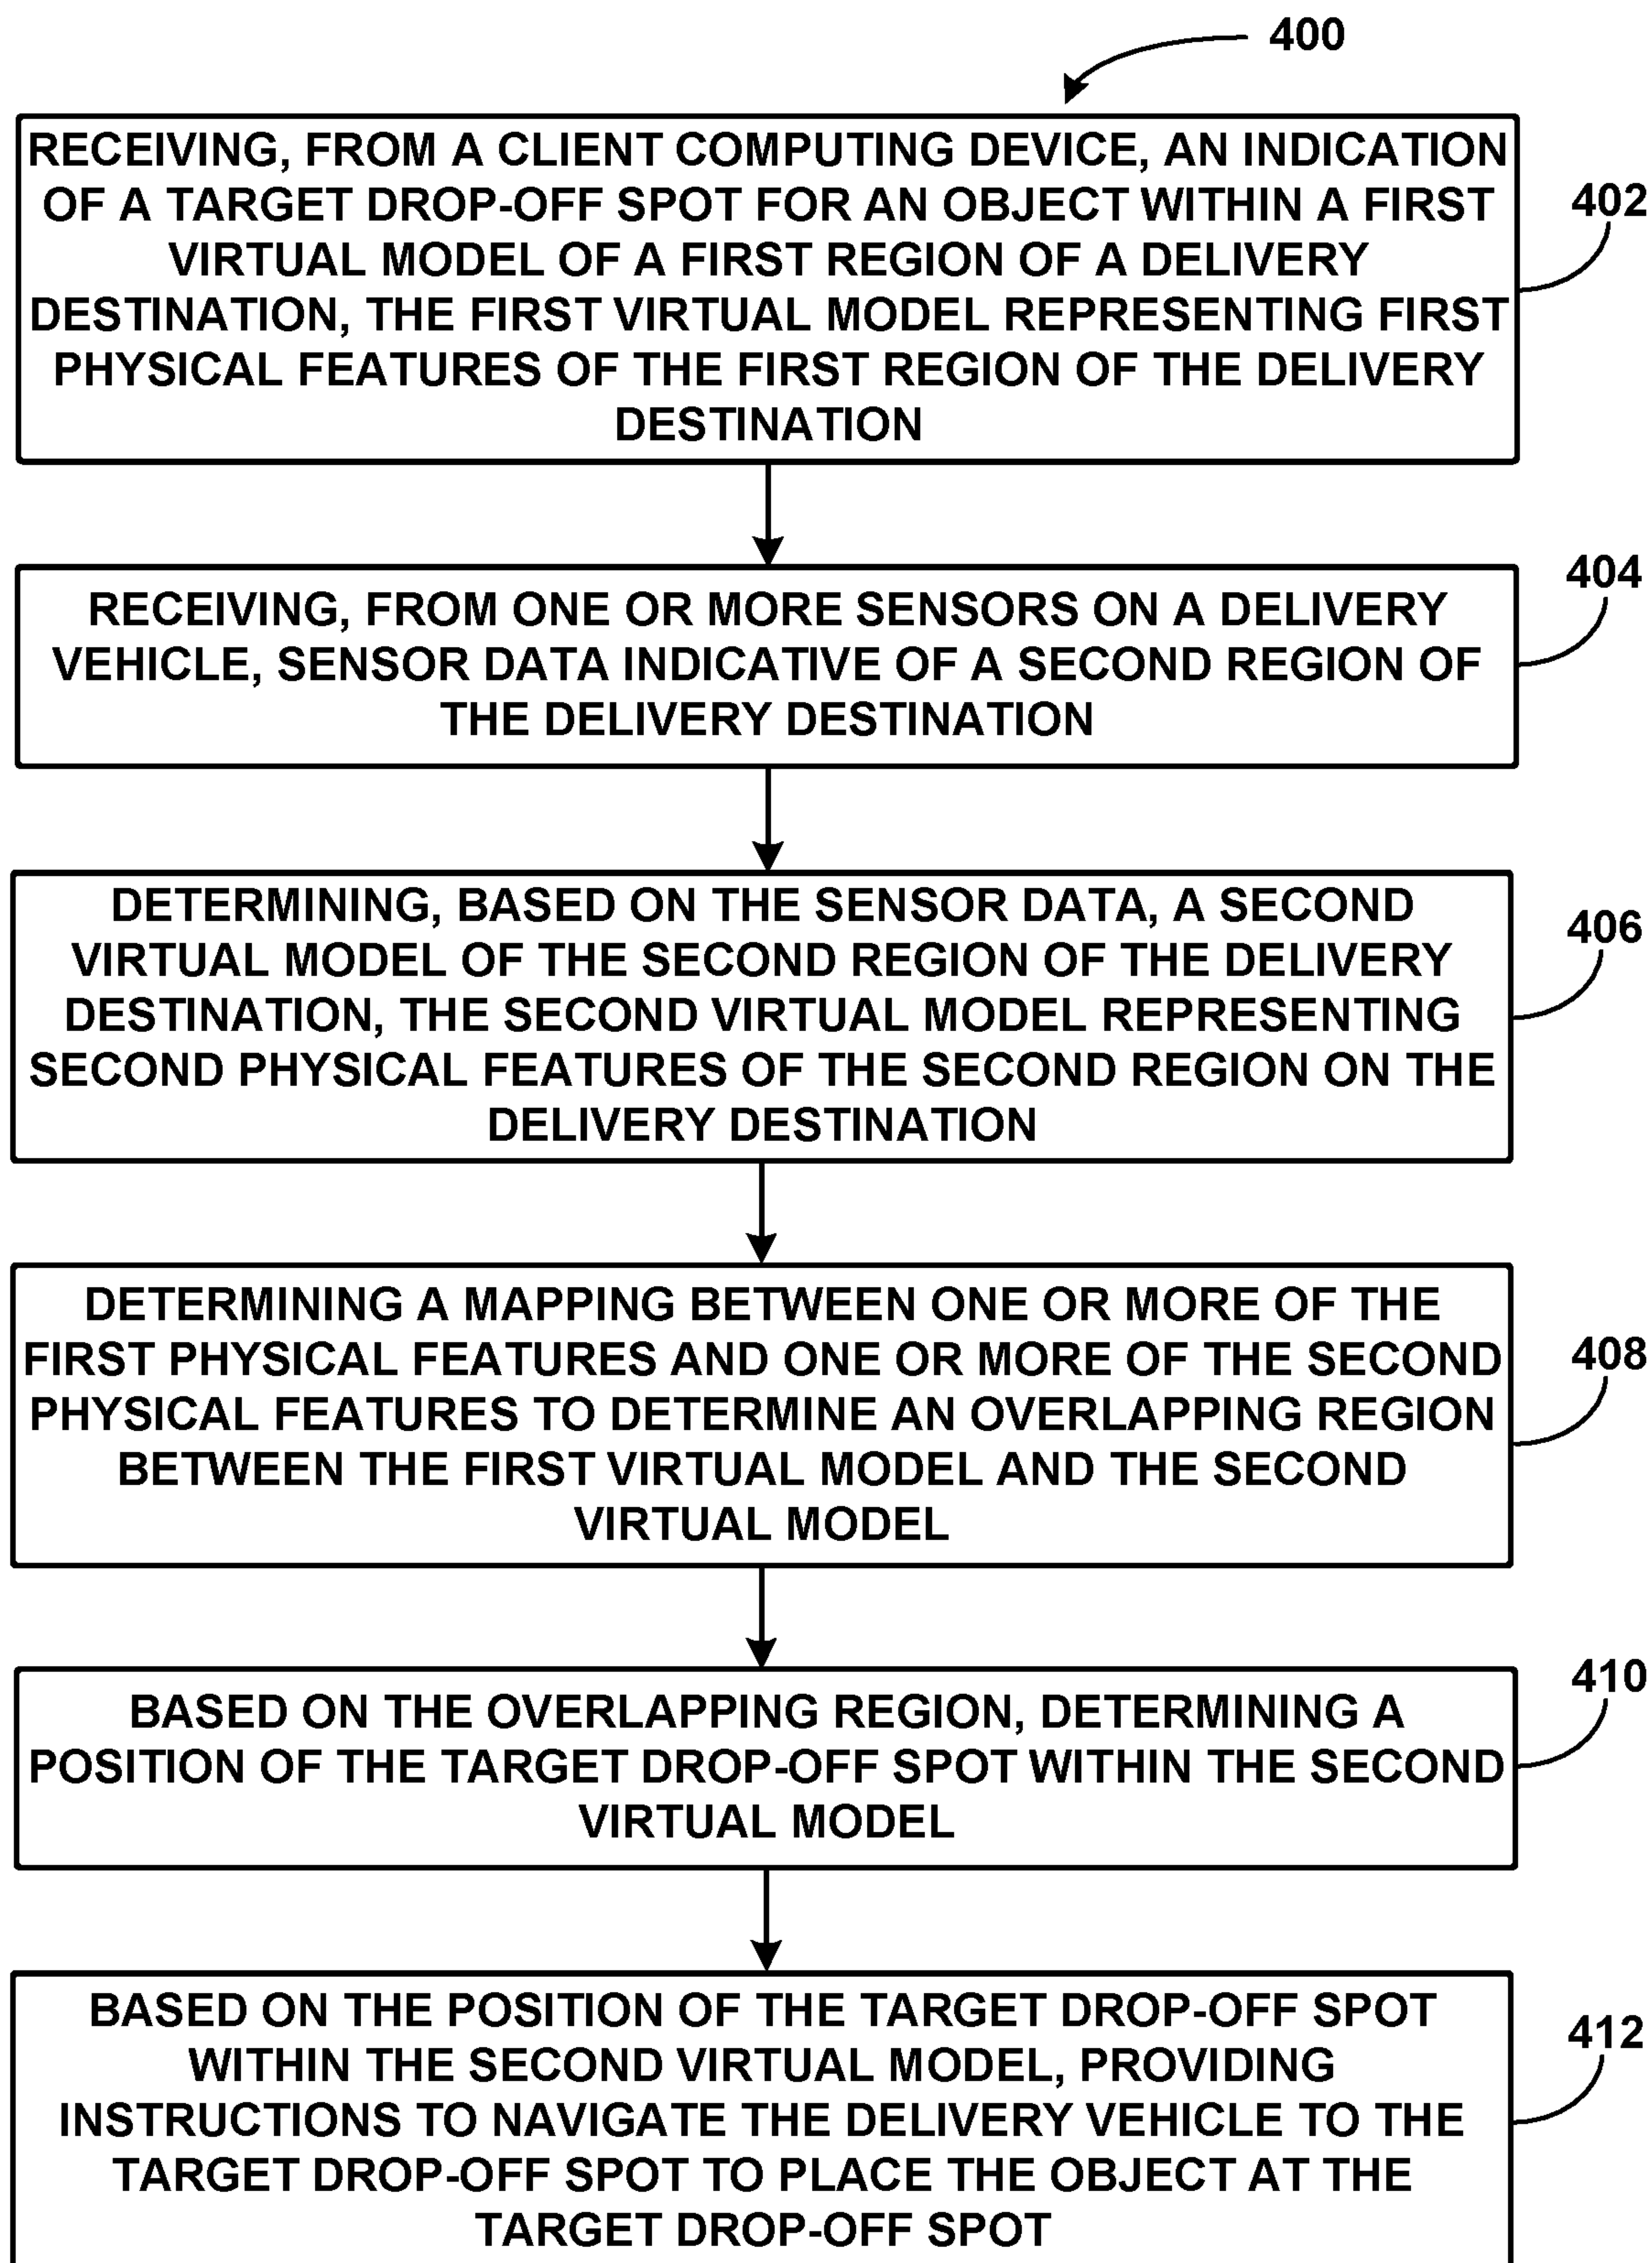 400
RECEIVING, FROM A CLIENT COMPUTING DEVICE, AN INDICATION
OF A TARGET DROP-OFF SPOT FOR AN OBJECT WITHIN A FIRST
VIRTUAL MODEL OF A FIRST REGION OF A DELIVERY
DESTINATION, THE FIRST VIRTUAL MODEL REPRESENTING FIRST
PHYSICAL FEATURES OF THE FIRST REGION OF THE DELIVERY
DESTINATION
402
RECEIVING, FROM ONE OR MORE SENSORS ON A DELIVERY
VEHICLE, SENSOR DATA INDICATIVE OF A SECOND REGION OF
THE DELIVERY DESTINATION
404
DETERMINING, BASED ON THE SENSOR DATA, A SECOND
VIRTUAL MODEL OF THE SECOND REGION OF THE DELIVERY
DESTINATION, THE SECOND VIRTUAL MODEL REPRESENTING
SECOND PHYSICAL FEATURES OF THE SECOND REGION ON THE
DELIVERY DESTINATION
406
DETERMINING A MAPPING BETWEEN ONE OR MORE OF THE
FIRST PHYSICAL FEATURES AND ONE OR MORE OF THE SECOND
PHYSICAL FEATURES TO DETERMINE AN OVERLAPPING REGION
BETWEEN THE FIRST VIRTUAL MODEL AND THE SECOND
VIRTUAL MODEL
408
BASED ON THE OVERLAPPING REGION, DETERMINING A
POSITION OF THE TARGET DROP-OFF SPOT WITHIN THE SECOND
VIRTUAL MODEL
410
BASED ON THE POSITION OF THE TARGET DROP-OFF SPOT
WITHIN THE SECOND VIRTUAL MODEL, PROVIDING
INSTRUCTIONS TO NAVIGATE THE DELIVERY VEHICLE TO THE
TARGET DROP-OFF SPOT TO PLACE THE OBJECT AT THE
TARGET DROP-OFF SPOT
412